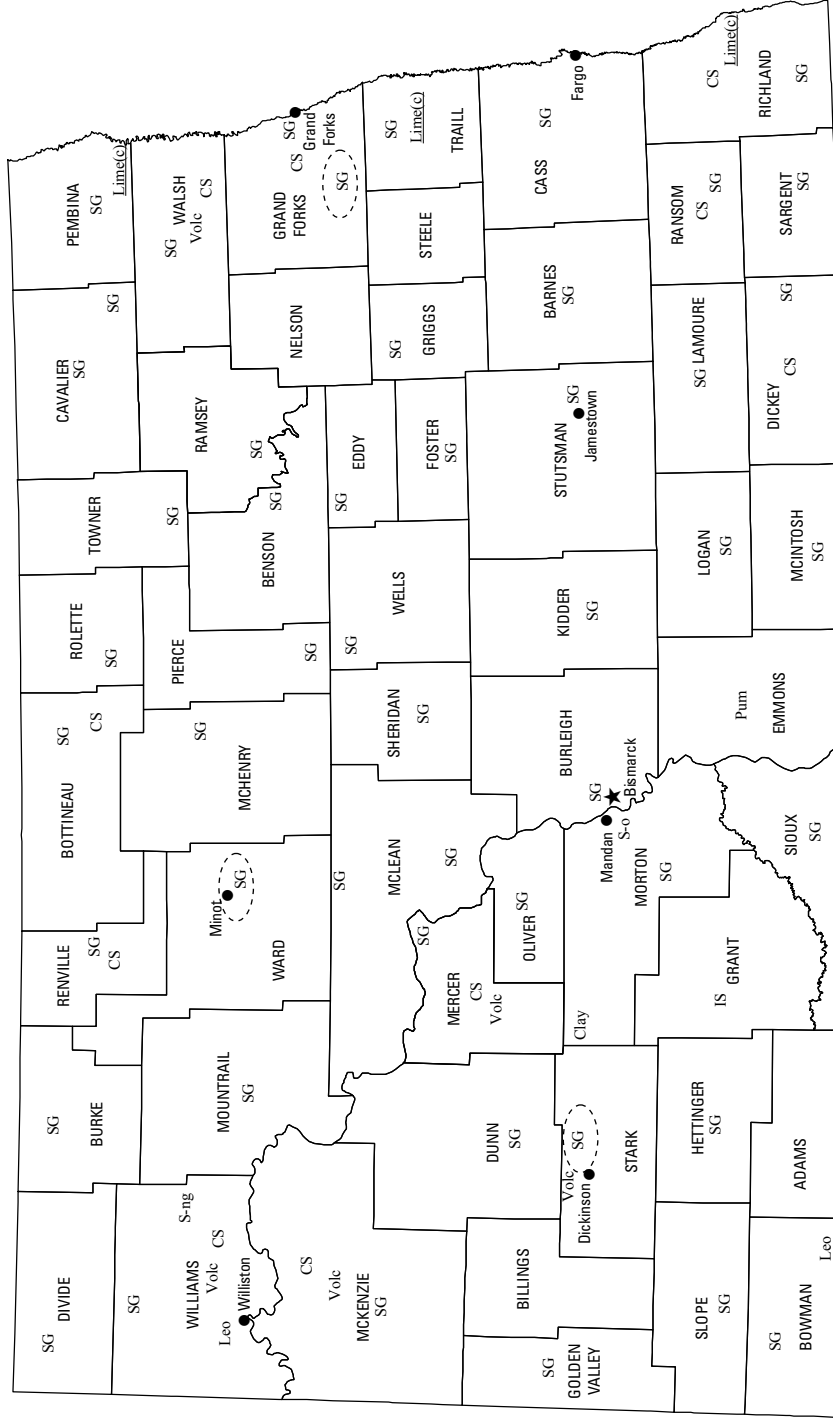 SG
DIVIDE
SG
BURKE
RENVILLE
SG
CS
BOTTINEAU
SG
CS
ROLETTE
SG
TOWNER
SG
CAVALIER
SG
SG
PEMBINA
SG
Lime(c)
SG
S-ng
WILLIAMS
Volc
CS
Leo
Williston
MOUNTRAIL
SG
Minot
SG
WARD
SG
MCHENRY
PIERCE
SG
BENSON
SG
RAMSEY
SG
SG
WALSH
Volc
CS
NELSON
CS
SG
Grand
Forks
GRAND
FORKS
SG
CS
Volc
MCKENZIE
SG
DUNN
SG
SG
MERCER
CS
Volc
SG
MCLEAN
SG
OLIVER
SG
SHERIDAN
SG
SG
WELLS
SG
EDDY
FOSTER
SG
SG
GRIGGS
STEELE
SG
Lime(c)
TRAILL
SG
GOLDEN
VALLEY
BILLINGS
Volc
SG
Dickinson
STARK
Clay
Mandan
S-o
MORTON
SG
BURLEIGH
SG
Bismarck
KIDDER
SG
STUTSMAN
SG
Jamestown
BARNES
SG
SG
CASS
Fargo
SLOPE
SG
HETTINGER
SG
IS
GRANT
SIOUX
SG
Pum
EMMONS
LOGAN
SG
SG LAMOURE
RANSOM
CS
SG
CS
Lime(c)
RICHLAND
SG
SG
BOWMAN
Leo
ADAMS
MCINTOSH
SG
DICKEY
CS
SG
SARGENT
SG